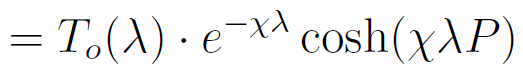 = T_o(λ) · e^{−χλ} cosh(χλP)